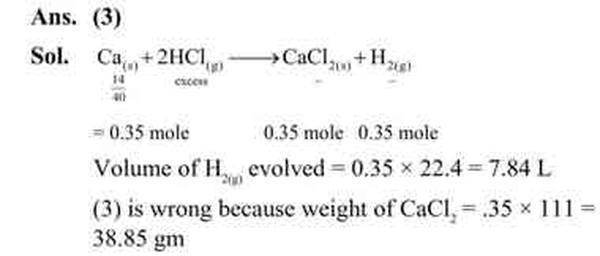 Ans. (3)
Sol. Ca(s) + 2HCl(g) ⟶ CaCl2(s) + H2(g)
14/40 excess – –
= 0.35 mole 0.35 mole 0.35 mole
Volume of H2(g) evolved = 0.35 × 22.4 = 7.84 L
(3) is wrong because weight of CaCl2 = .35 × 111 =
38.85 gm